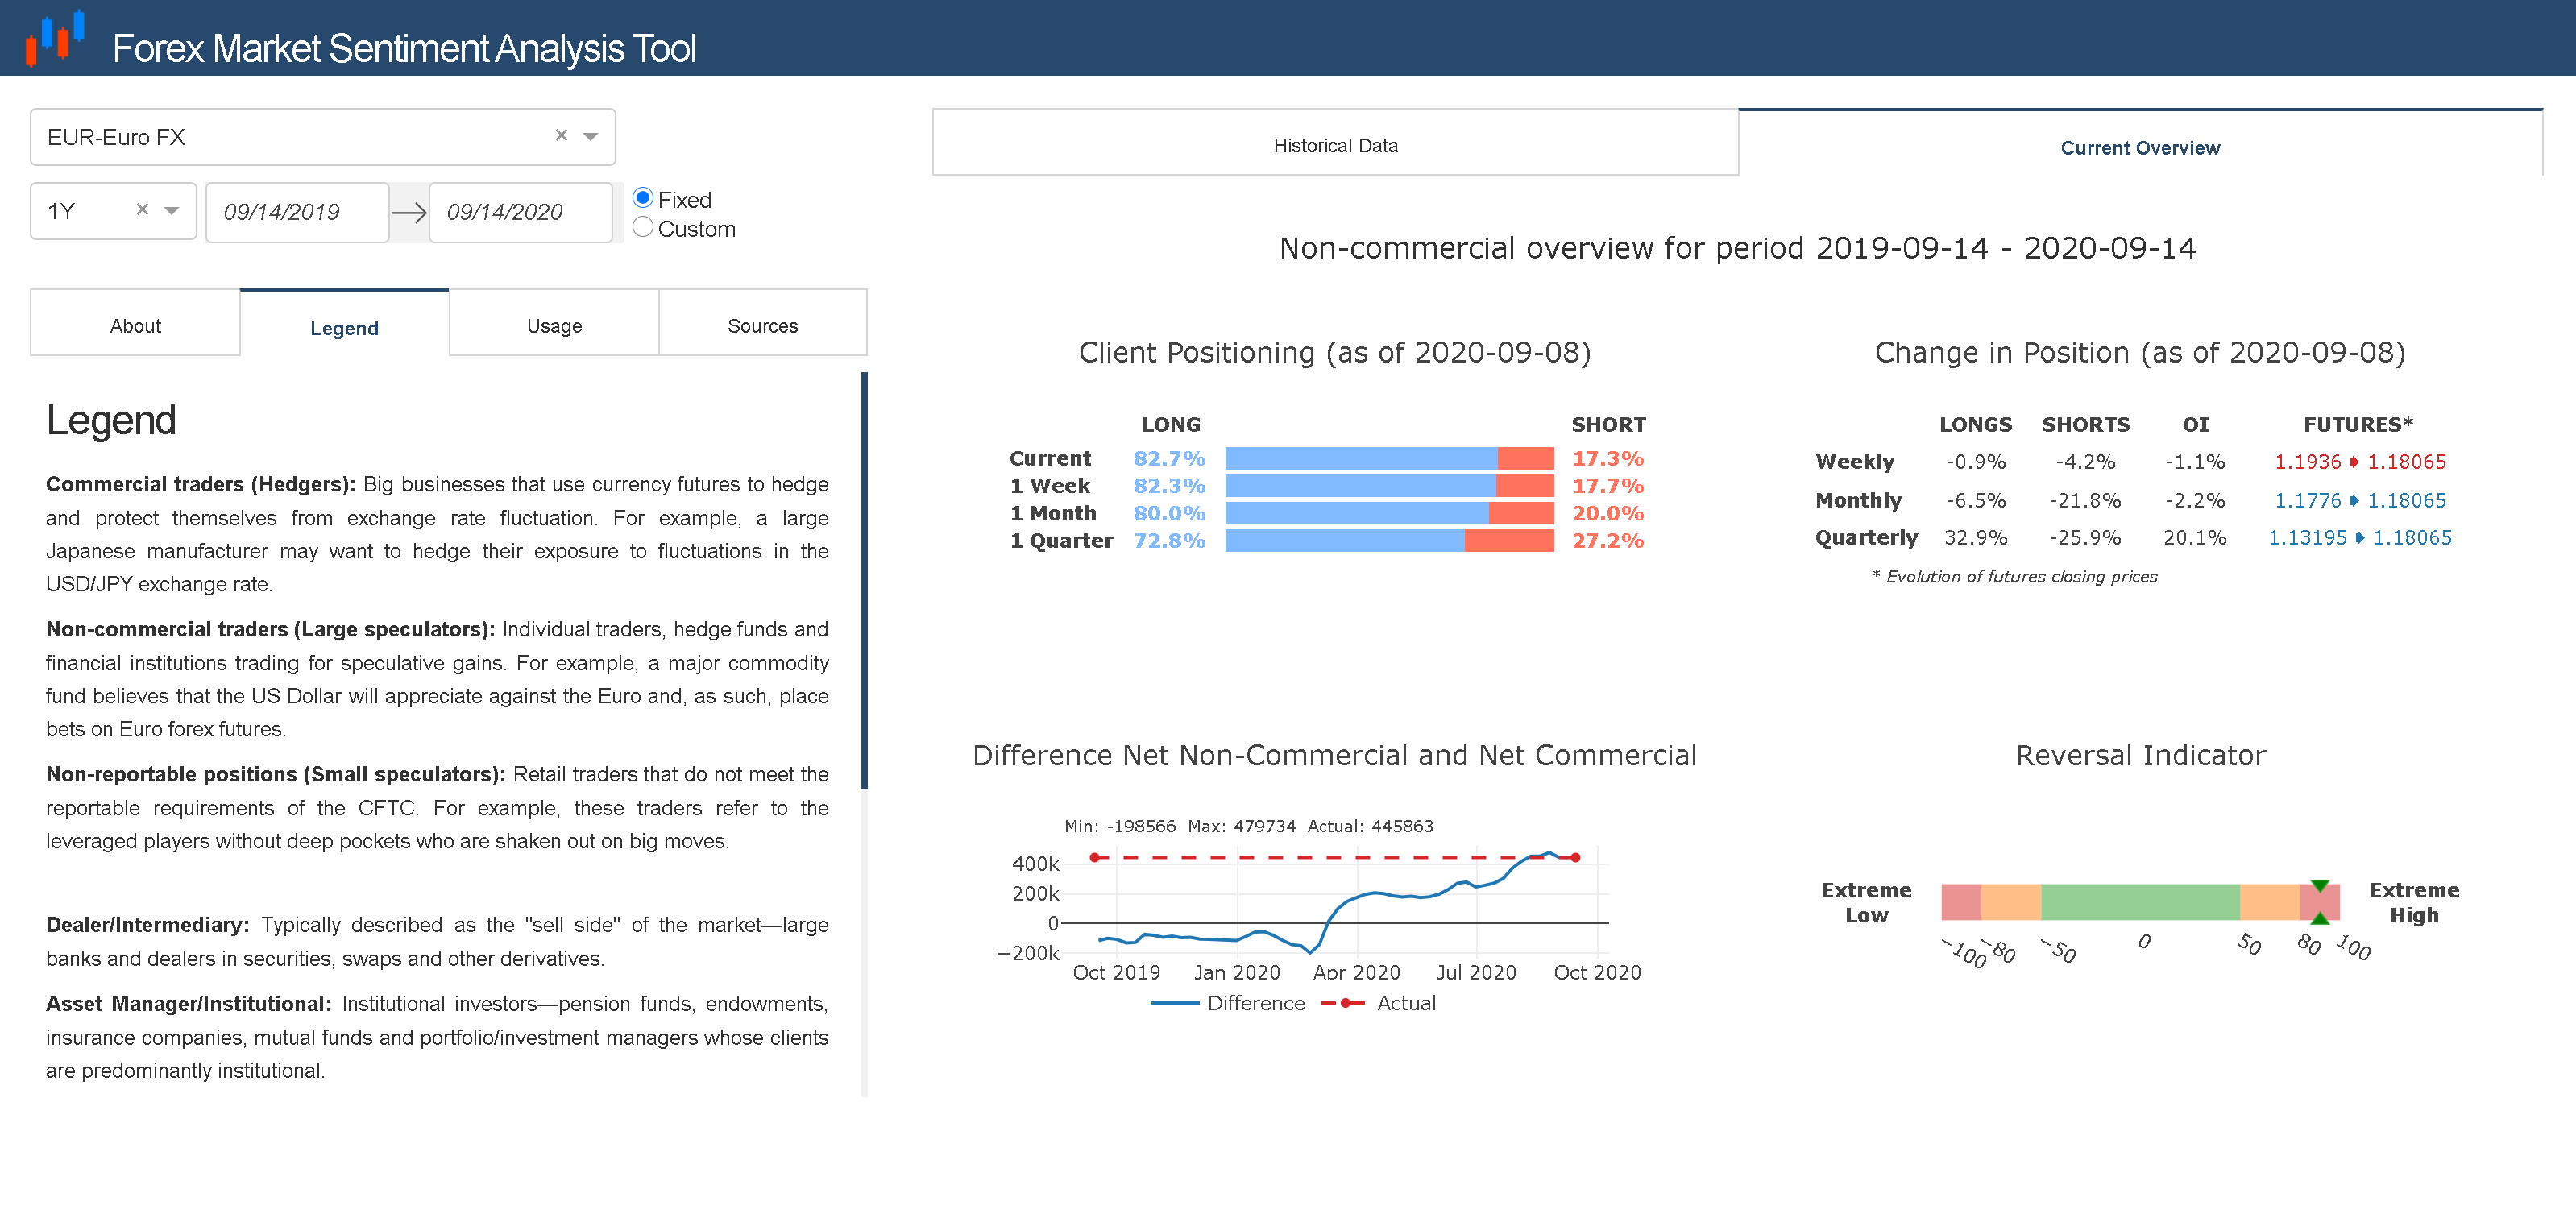 Forex Market Sentiment Analysis Tool
EUR-Euro FX
1Y
09/14/2019
09/14/2020
Fixed
Custom
About
Legend
Usage
Sources
Legend
Commercial traders (Hedgers): Big businesses that use currency futures to hedge
and protect themselves from exchange rate fluctuation. For example, a large
Japanese manufacturer may want to hedge their exposure to fluctuations in the
USD/JPY exchange rate.
Non-commercial traders (Large speculators): Individual traders, hedge funds and
financial institutions trading for speculative gains. For example, a major commodity
fund believes that the US Dollar will appreciate against the Euro and, as such, place
bets on Euro forex futures.
Non-reportable positions (Small speculators): Retail traders that do not meet the
reportable requirements of the CFTC. For example, these traders refer to the
leveraged players without deep pockets who are shaken out on big moves.
Dealer/Intermediary: Typically described as the "sell side" of the market—large
banks and dealers in securities, swaps and other derivatives.
Asset Manager/Institutional: Institutional investors—pension funds, endowments,
insurance companies, mutual funds and portfolio/investment managers whose clients
are predominantly institutional.
Historical Data
Current Overview
Non-commercial overview for period 2019-09-14 - 2020-09-14
Client Positioning (as of 2020-09-08)
LONG SHORT
Current 82.7% 17.3%
1 Week 82.3% 17.7%
1 Month 80.0% 20.0%
1 Quarter 72.8% 27.2%
Change in Position (as of 2020-09-08)
LONGS SHORTS OI FUTURES*
Weekly -0.9% -4.2% -1.1% 1.1936 ➧ 1.18065
Monthly -6.5% -21.8% -2.2% 1.1776 ➧ 1.18065
Quarterly 32.9% -25.9% 20.1% 1.13195 ➧ 1.18065
* Evolution of futures closing prices
Difference Net Non-Commercial and Net Commercial
Min: -198566 Max: 479734 Actual: 445863
400k
200k
0
−200k
Oct 2019 Jan 2020 Apr 2020 Jul 2020 Oct 2020
Difference Actual
Reversal Indicator
Extreme
Low
Extreme
High
−100 −80 −50 0 50 80 100